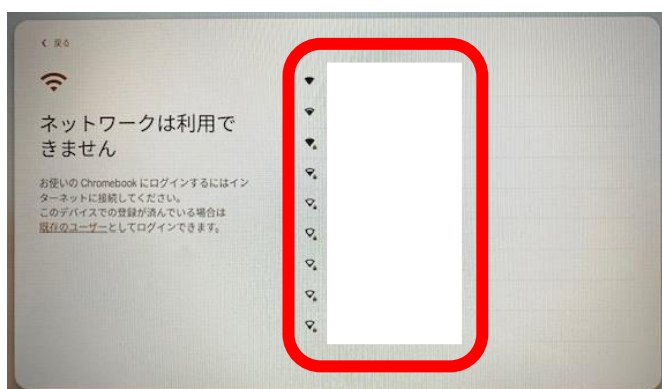 く 戻る
ネットワークは利用で
きません
お使いの Chromebook にログインするにはイン
ターネットに接続してください。
このデバイスでの登録が済んでいる場合は
既存のユーザーとしてログインできます。